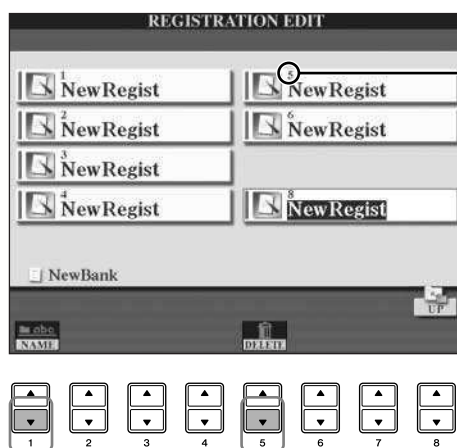 REGISTRATION EDIT
1
NewRegist
2
NewRegist
3
NewRegist
4
NewRegist
5
NewRegist
6
NewRegist
8
NewRegist
NewBank
UP
abc
NAME
DELETE
1 2 3 4 5 6 7 8